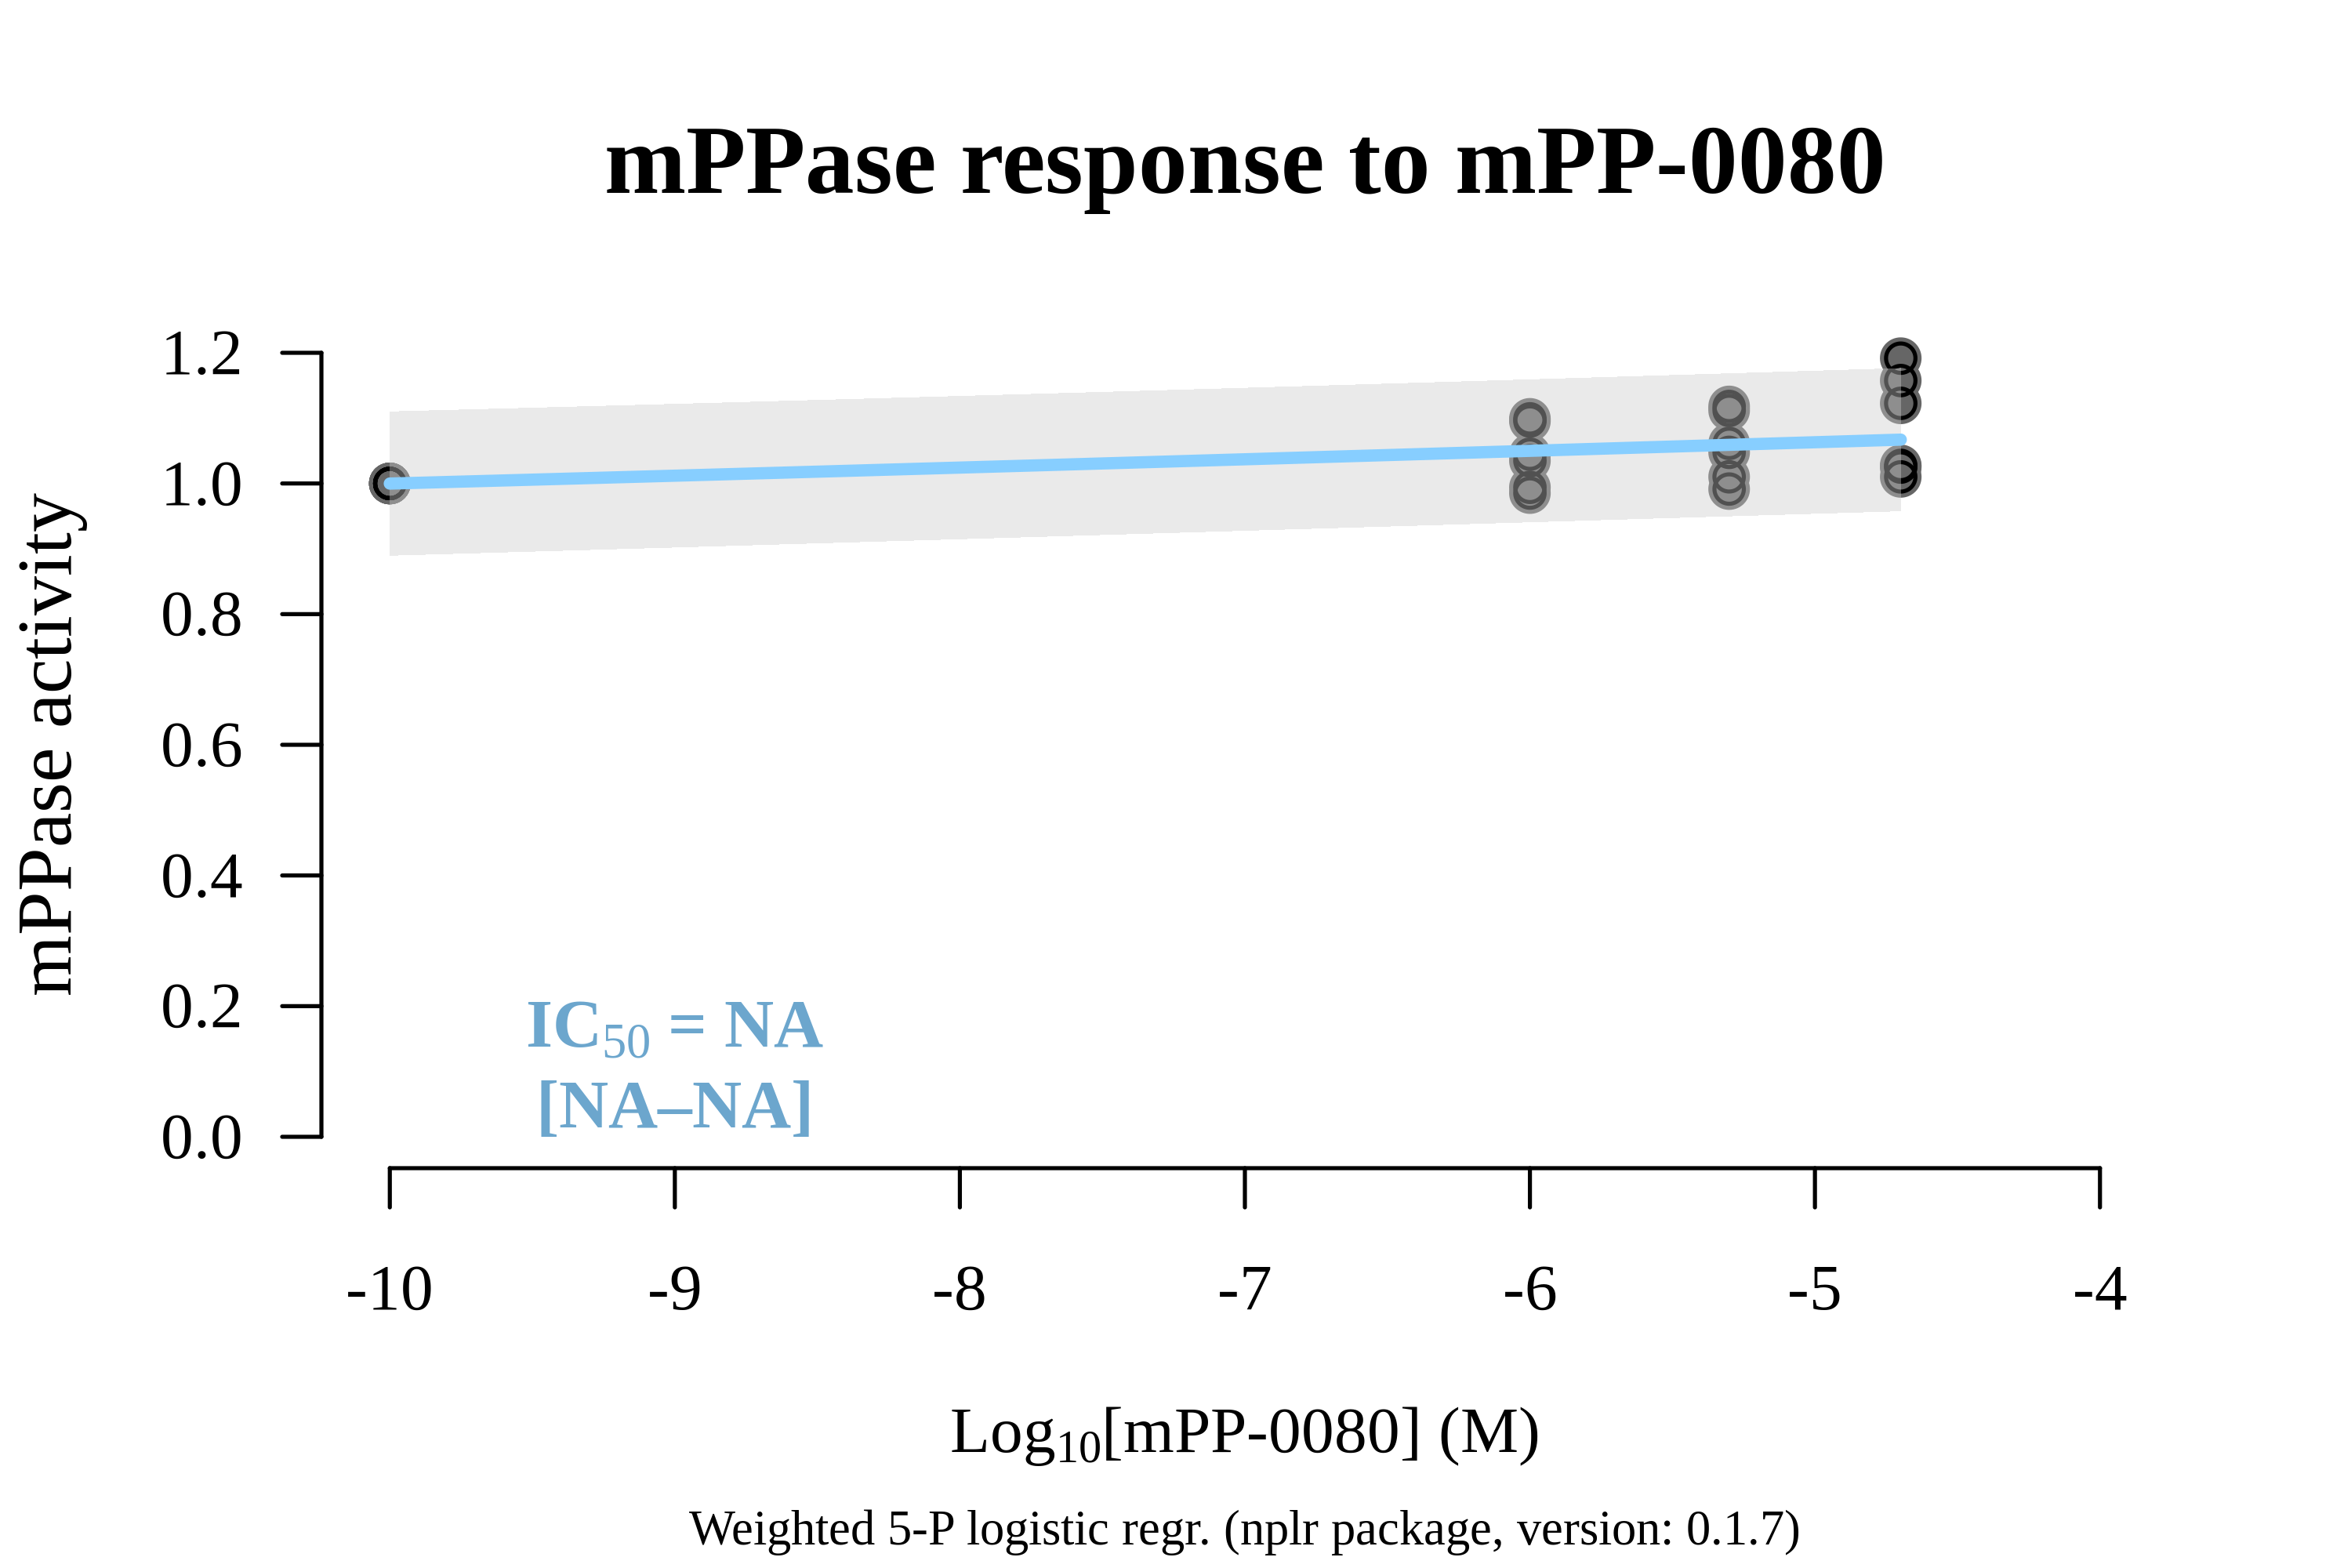 mPPase response to mPP-0080
mPPase activity
1.2
1.0
0.8
0.6
0.4
0.2
0.0
IC50 = NA
[NA–NA]
-10 -9 -8 -7 -6 -5 -4
Log10[mPP-0080] (M)
Weighted 5-P logistic regr. (nplr package, version: 0.1.7)